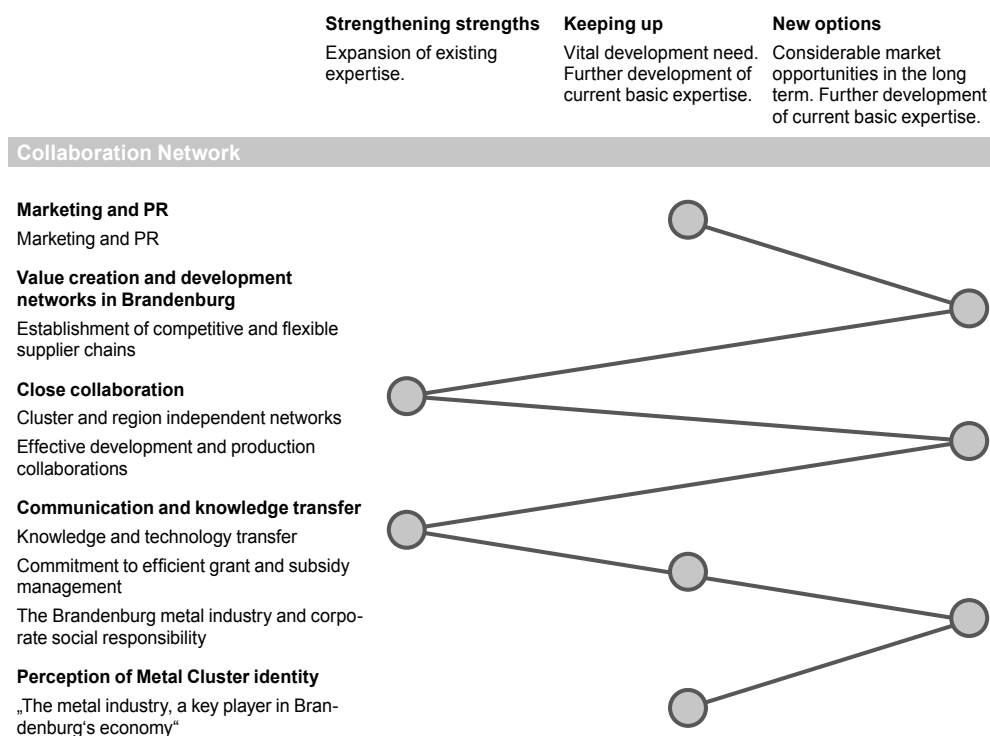 Strengthening strengths
Expansion of existing
expertise.
Keeping up
Vital development need.
Further development of
current basic expertise.
New options
Considerable market
opportunities in the long
term. Further development
of current basic expertise.
Collaboration Network
Marketing and PR
Marketing and PR
Value creation and development
networks in Brandenburg
Establishment of competitive and flexible
supplier chains
Close collaboration
Cluster and region independent networks
Effective development and production
collaborations
Communication and knowledge transfer
Knowledge and technology transfer
Commitment to efficient grant and subsidy
management
The Brandenburg metal industry and corpo-
rate social responsibility
Perception of Metal Cluster identity
„The metal industry, a key player in Bran-
denburg‘s economy“